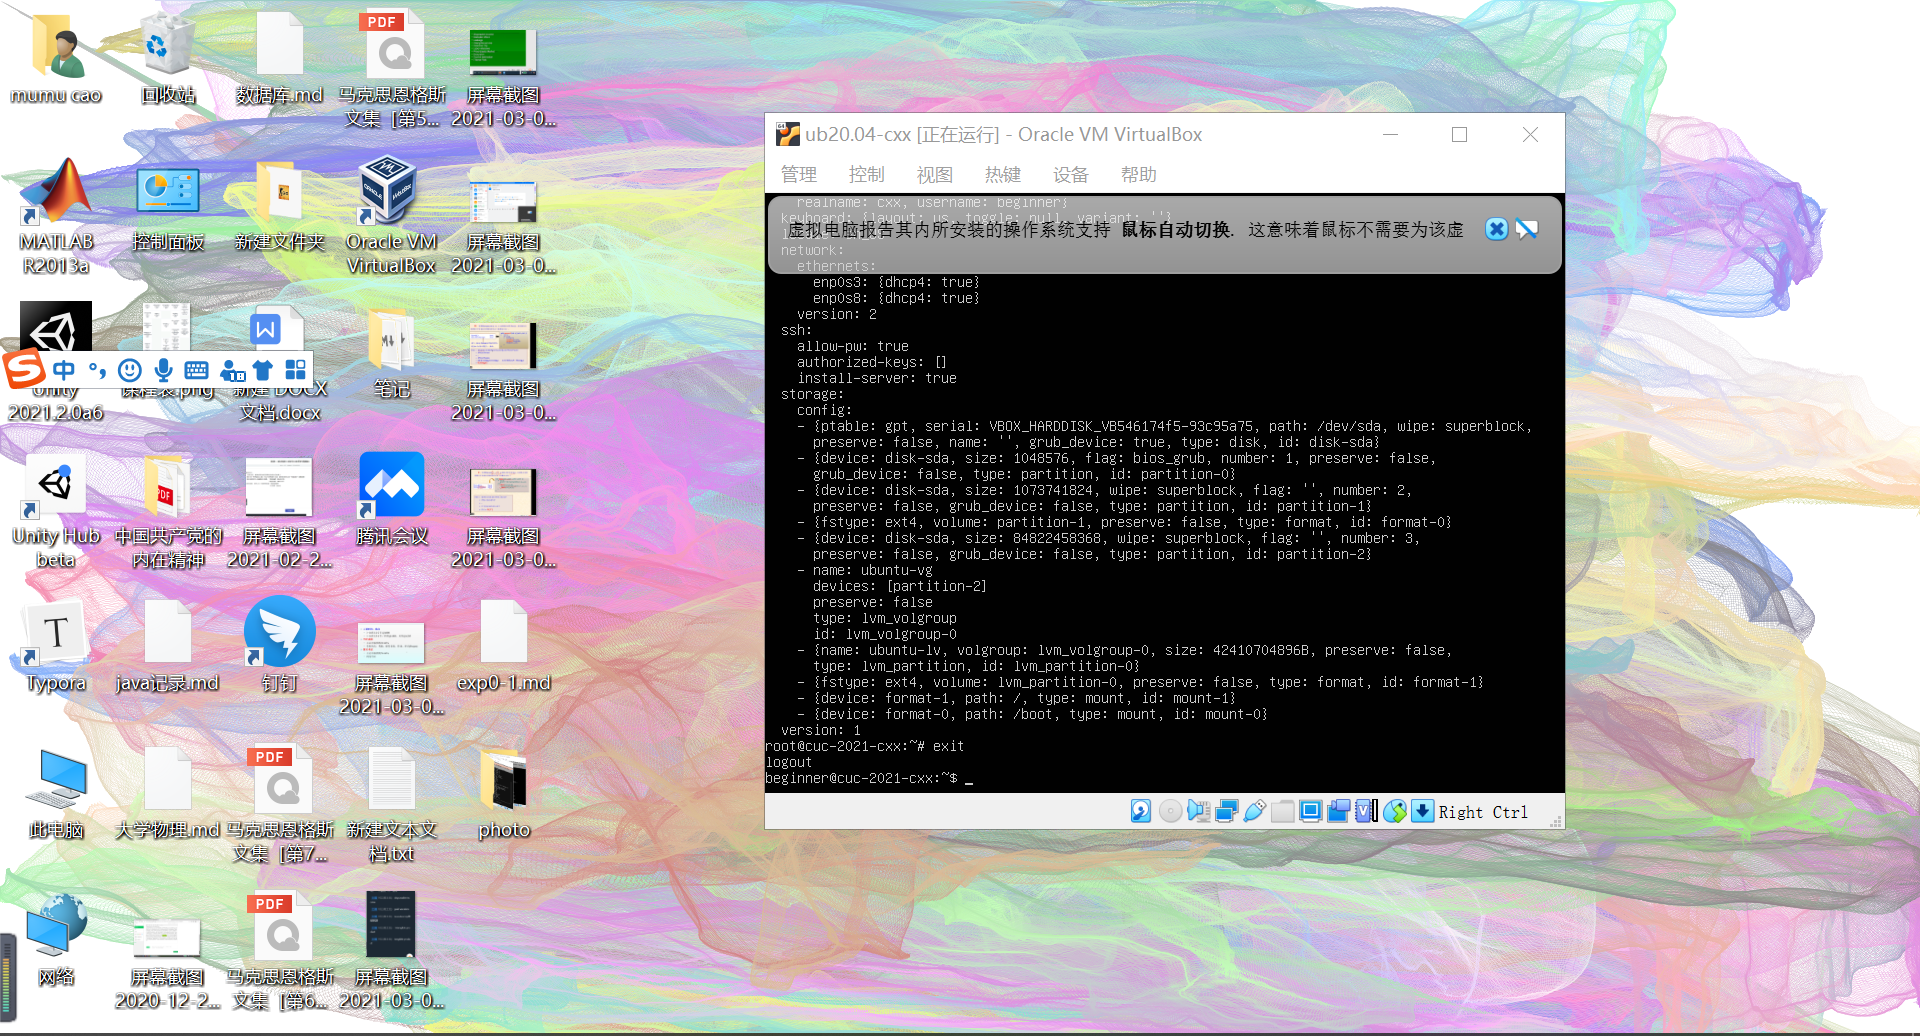 mumu cao
回收站
数据库.md
PDF
马克思恩格斯
文集［第5...
屏幕截图
2021-03-0...
MATLAB
R2013a
控制面板
新建文件夹
Oracle VM
VirtualBox
屏幕截图
2021-03-0...
中
Unity
2021.2.0a6
课程表.png
新建 DOCX
文档.docx
笔记
屏幕截图
2021-03-0...
Unity Hub
beta
PDF
中国共产党的
内在精神
屏幕截图
2021-02-2...
腾讯会议
屏幕截图
2021-03-0...
Typora
java记录.md
钉钉
屏幕截图
2021-03-0...
exp0-1.md
此电脑
大学物理.md
PDF
马克思恩格斯
文集［第7...
新建文本文
档.txt
photo
网络
屏幕截图
2020-12-2...
PDF
马克思恩格斯
文集［第6...
屏幕截图
2021-03-0...
ub20.04-cxx [正在运行] - Oracle VM VirtualBox
管理 控制 视图 热键 设备 帮助
realname: cxx, username: beginner}
keyboard: {layout: us, toggle: null, variant: ''}
虚拟电脑报告其内所安装的操作系统支持 鼠标自动切换. 这意味着鼠标不需要为该虚
network:
ethernets:
enp0s3: {dhcp4: true}
enp0s8: {dhcp4: true}
version: 2
ssh:
allow-pw: true
authorized-keys: []
install-server: true
storage:
config:
- {ptable: gpt, serial: VBOX_HARDDISK_VB546174f5-93c95a75, path: /dev/sda, wipe: superblock,
preserve: false, name: '', grub_device: true, type: disk, id: disk-sda}
- {device: disk-sda, size: 1048576, flag: bios_grub, number: 1, preserve: false,
grub_device: false, type: partition, id: partition-0}
- {device: disk-sda, size: 1073741824, wipe: superblock, flag: '', number: 2,
preserve: false, grub_device: false, type: partition, id: partition-1}
- {fstype: ext4, volume: partition-1, preserve: false, type: format, id: format-0}
- {device: disk-sda, size: 84822458368, wipe: superblock, flag: '', number: 3,
preserve: false, grub_device: false, type: partition, id: partition-2}
- name: ubuntu-vg
devices: [partition-2]
preserve: false
type: lvm_volgroup
id: lvm_volgroup-0
- {name: ubuntu-lv, volgroup: lvm_volgroup-0, size: 42410704896B, preserve: false,
type: lvm_partition, id: lvm_partition-0}
- {fstype: ext4, volume: lvm_partition-0, preserve: false, type: format, id: format-1}
- {device: format-1, path: /, type: mount, id: mount-1}
- {device: format-0, path: /boot, type: mount, id: mount-0}
version: 1
root@cuc-2021-cxx:~# exit
logout
beginner@cuc-2021-cxx:~$ _
Right Ctrl